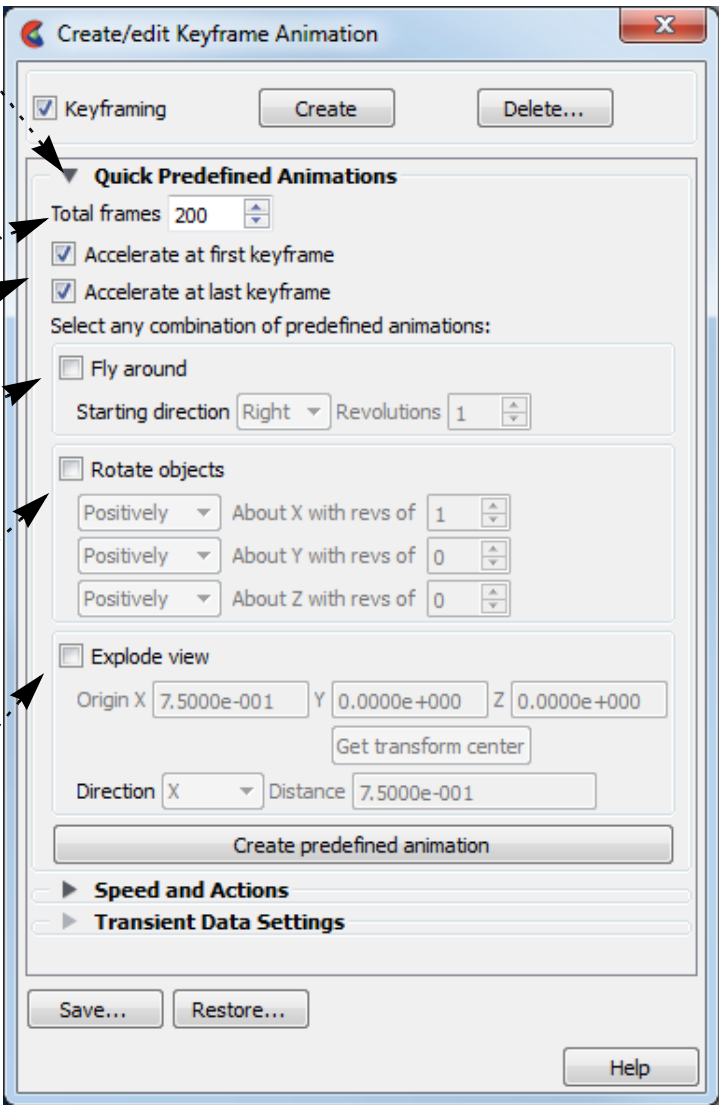 Create/edit Keyframe Animation
Keyframing Create Delete...
Quick Predefined Animations
Total frames 200
Accelerate at first keyframe
Accelerate at last keyframe
Select any combination of predefined animations:
Fly around
Starting direction Right Revolutions 1
Rotate objects
Positively About X with revs of 1
Positively About Y with revs of 0
Positively About Z with revs of 0
Explode view
Origin X 7.5000e-001 Y 0.0000e+000 Z 0.0000e+000
Get transform center
Direction X Distance 7.5000e-001
Create predefined animation
Speed and Actions
Transient Data Settings
Save... Restore...
Help